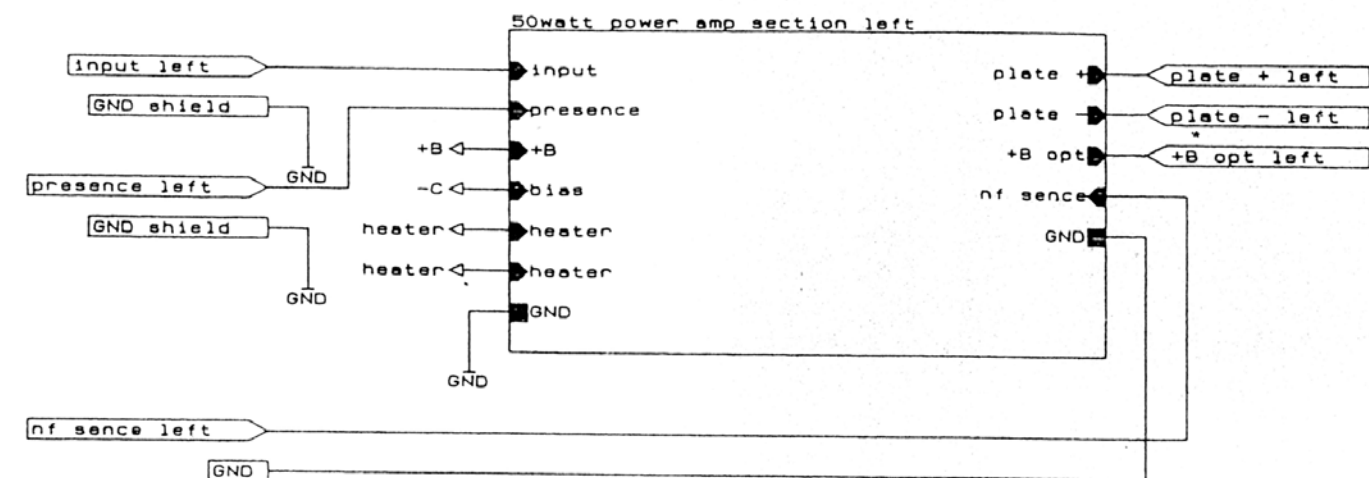 50watt power amp section left
input left
input
plate +
plate + left
GND shield
presence
plate -
plate - left
*
+B
+B
+B opt
+B opt left
GND
presence left
-C
bias
nf sence
GND shield
heater
heater
GND
heater
heater
GND
GND
GND
nf sence left
GND